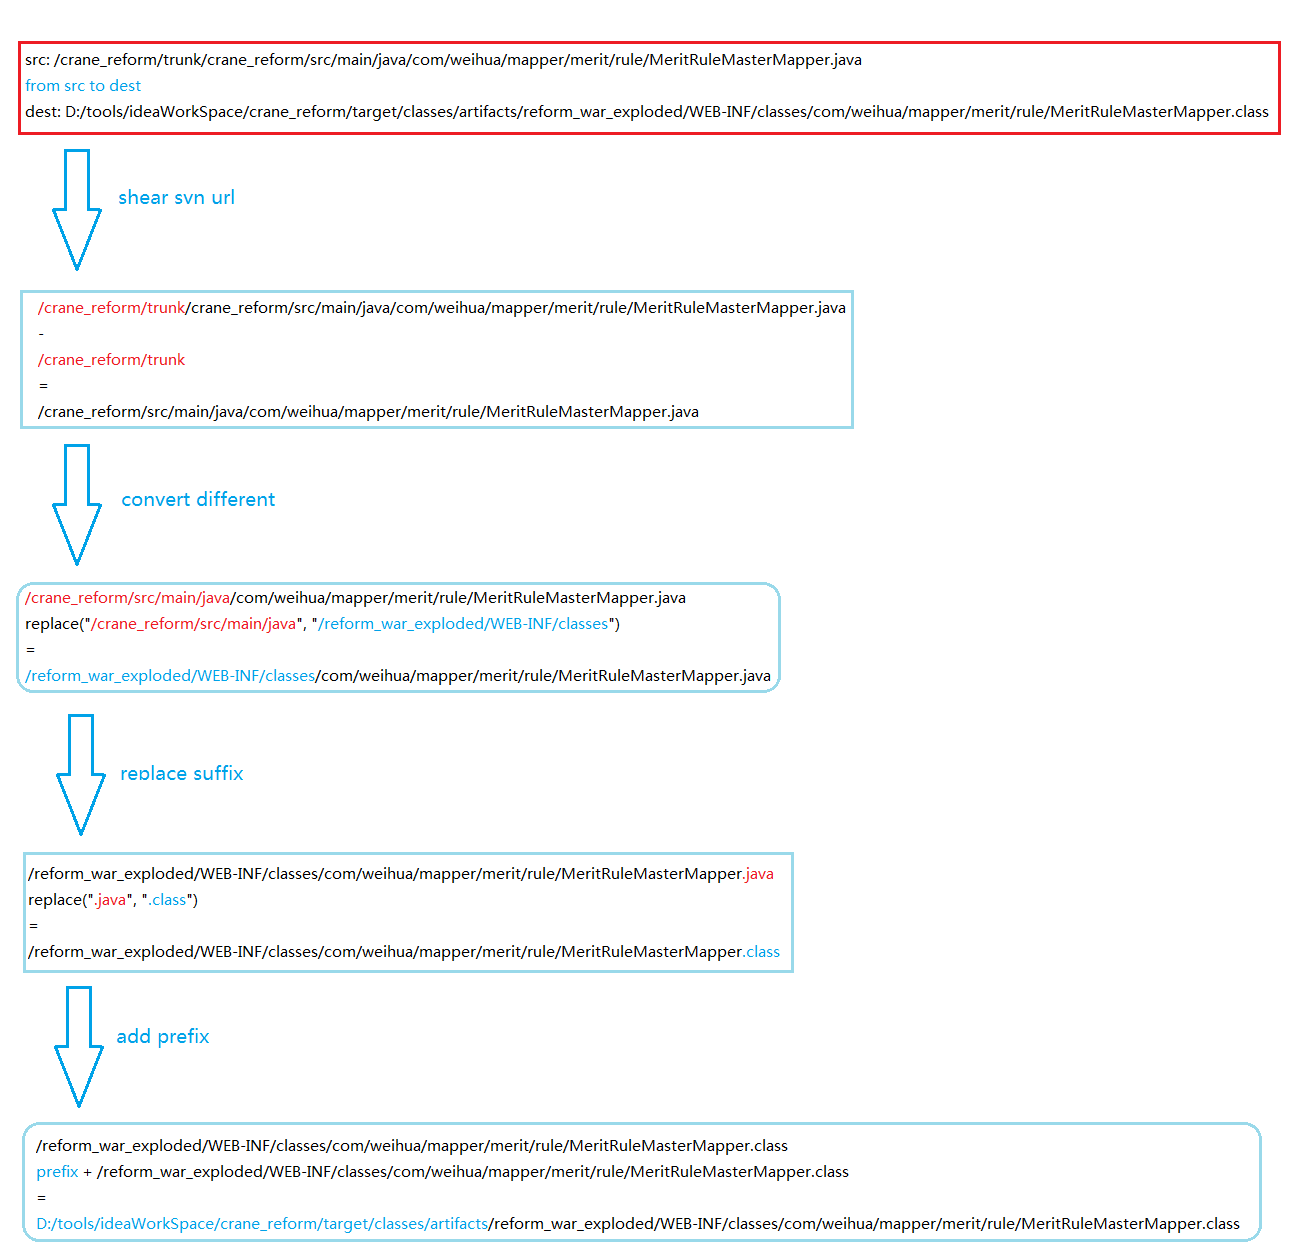 src: /crane_reform/trunk/crane_reform/src/main/java/com/weihua/mapper/merit/rule/MeritRuleMasterMapper.java
from src to dest
dest: D:/tools/ideaWorkSpace/crane_reform/target/classes/artifacts/reform_war_exploded/WEB-INF/classes/com/weihua/mapper/merit/rule/MeritRuleMasterMapper.class
shear svn url
/crane_reform/trunk/crane_reform/src/main/java/com/weihua/mapper/merit/rule/MeritRuleMasterMapper.java
-
/crane_reform/trunk
=
/crane_reform/src/main/java/com/weihua/mapper/merit/rule/MeritRuleMasterMapper.java
convert different
/crane_reform/src/main/java/com/weihua/mapper/merit/rule/MeritRuleMasterMapper.java
replace("/crane_reform/src/main/java", "/reform_war_exploded/WEB-INF/classes")
=
/reform_war_exploded/WEB-INF/classes/com/weihua/mapper/merit/rule/MeritRuleMasterMapper.java
replace suffix
/reform_war_exploded/WEB-INF/classes/com/weihua/mapper/merit/rule/MeritRuleMasterMapper.java
replace(".java", ".class")
=
/reform_war_exploded/WEB-INF/classes/com/weihua/mapper/merit/rule/MeritRuleMasterMapper.class
add prefix
/reform_war_exploded/WEB-INF/classes/com/weihua/mapper/merit/rule/MeritRuleMasterMapper.class
prefix + /reform_war_exploded/WEB-INF/classes/com/weihua/mapper/merit/rule/MeritRuleMasterMapper.class
=
D:/tools/ideaWorkSpace/crane_reform/target/classes/artifacts/reform_war_exploded/WEB-INF/classes/com/weihua/mapper/merit/rule/MeritRuleMasterMapper.class